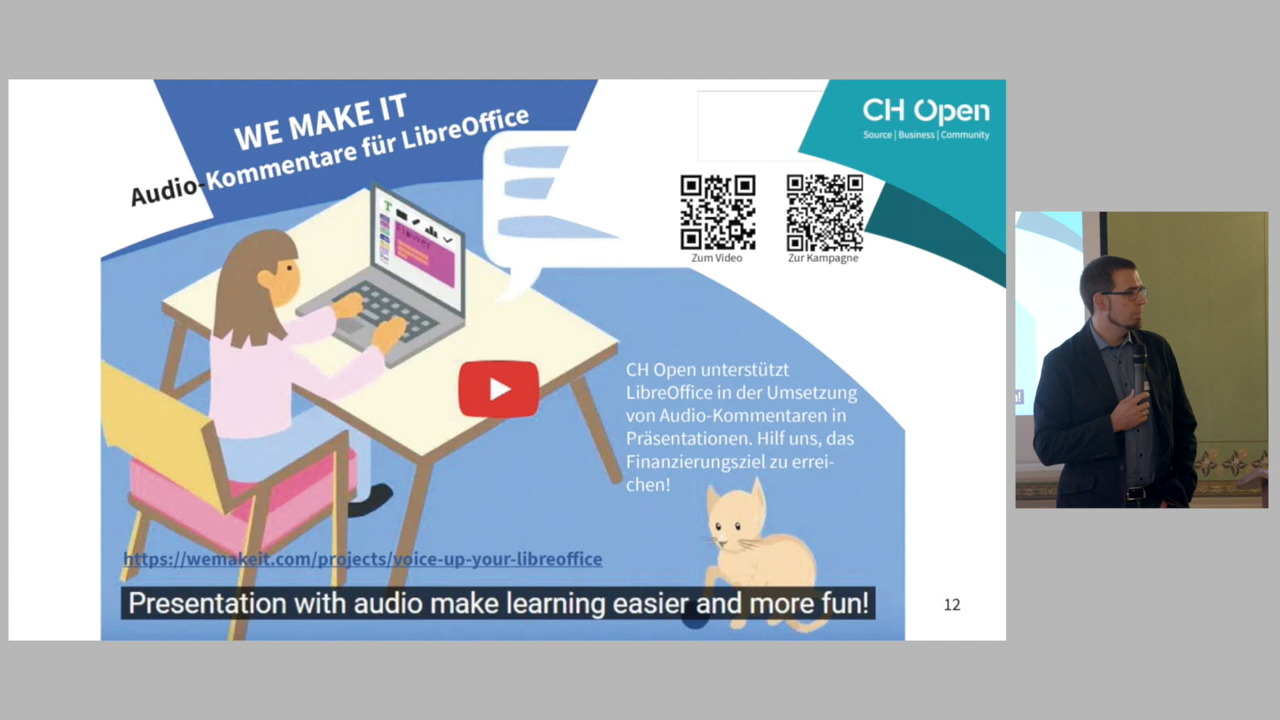 WE MAKE IT
Audio-Kommentare für LibreOffice
CH Open
Source | Business | Community
Zum Video
Zur Kampagne
CH Open unterstützt
LibreOffice in der Umsetzung
von Audio-Kommentaren in
Präsentationen. Hilf uns, das
Finanzierungsziel zu errei-
chen!
https://wemakeit.com/projects/voice-up-your-libreoffice
Presentation with audio make learning easier and more fun!
12